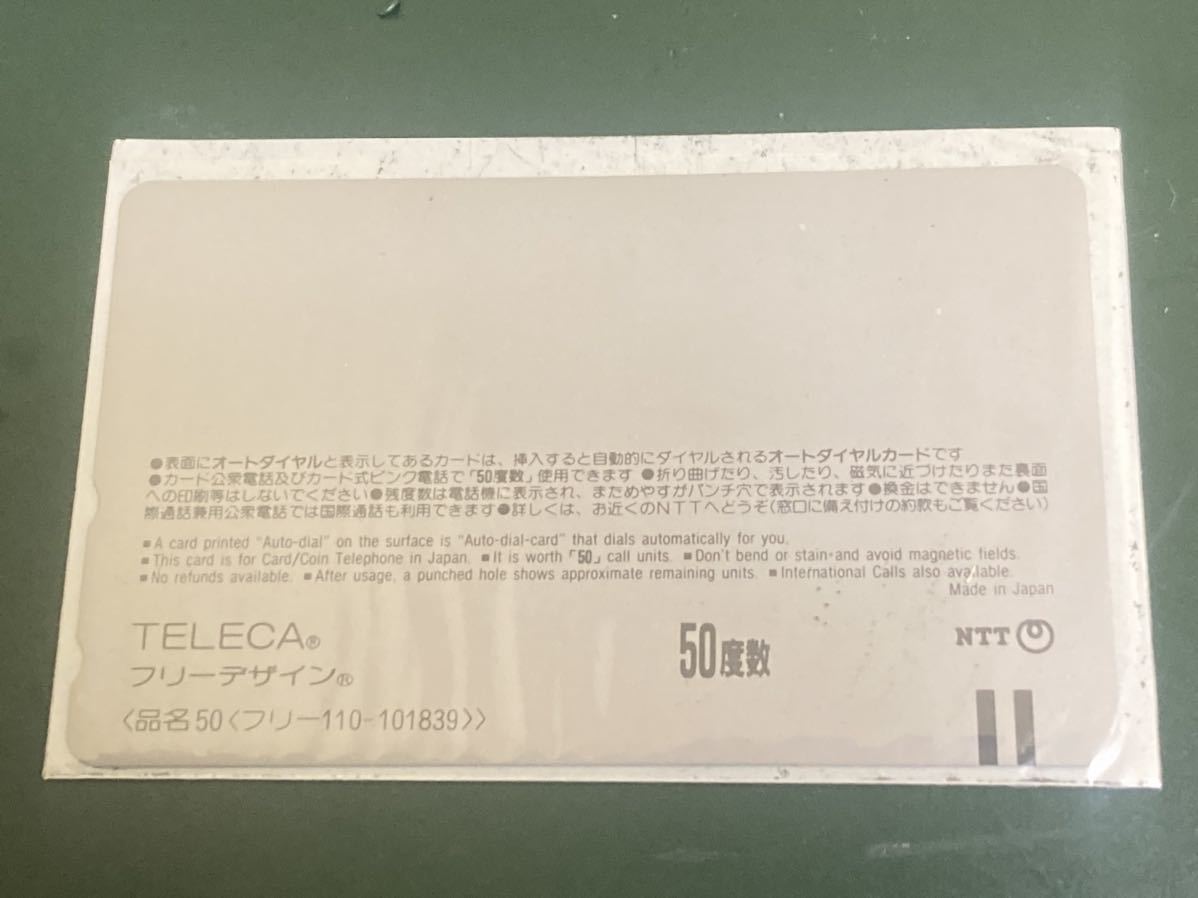 ●表面にオートダイヤルと表示してあるカードは、挿入すると自動的にダイヤルされるオートダイヤルカードです
●カード公衆電話及びカード式ピンク電話で「50度数」使用できます ●折り曲げたり、汚したり、磁気に近づけたりまた裏面
への印刷等はしないでください●残度数は電話機に表示され、まためやすがパンチ穴で表示されます●換金はできません●国
際通話兼用公衆電話では国際通話も利用できます●詳しくは、お近くのNTTへどうぞ(窓口に備え付けの約款もご覧ください)
■A card printed "Auto-dial" on the surface is "Auto-dial-card" that dials automatically for you.
■This card is for Card/Coin Telephone in Japan. ■It is worth「50」call units. ■Don't bend or stain-and avoid magnetic fields.
■No refunds available. ■After usage, a punched hole shows approximate remaining units. ■International Calls also available.
Made in Japan
TELECA®
フリーデザイン®
50度数
NTT
〈品名50〈フリー110-101839〉〉